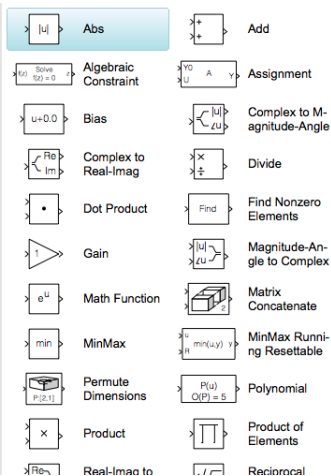 |u| Abs
+ + Add
f(z) Solve f(z) = 0 z Algebraic
Constraint
Y0 U A Y Assignment
u+0.0 Bias
|u| ∠u Complex to M-
agnitude-Angle
Re Im Complex to
Real-Imag
× ÷ Divide
• Dot Product
Find Find Nonzero
Elements
1 Gain
|u| ∠u Magnitude-An-
gle to Complex
eᵘ Math Function
2 Matrix
Concatenate
min MinMax
u R min(u,y) y MinMax Runni-
ng Resettable
P:[2,1] Permute
Dimensions
P(u)
O(P) = 5 Polynomial
× Product
Product of
Elements
Re Real-Imag to
Reciprocal